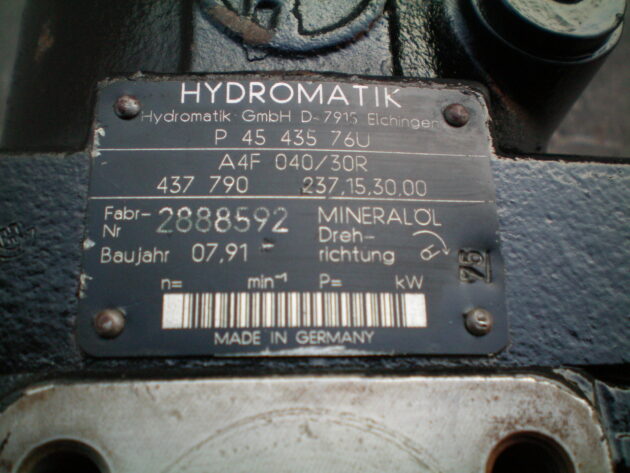 HYDROMATIK
Hydromatik GmbH D-7915 Elchingen
P 45 435 76U
A4F 040/30R
437 790 237,15,30,00
Fabr-Nr 2888592 MINERALÖL
Baujahr 07,91 Dreh-richtung
n= min⁻¹ P= kW
MADE IN GERMANY